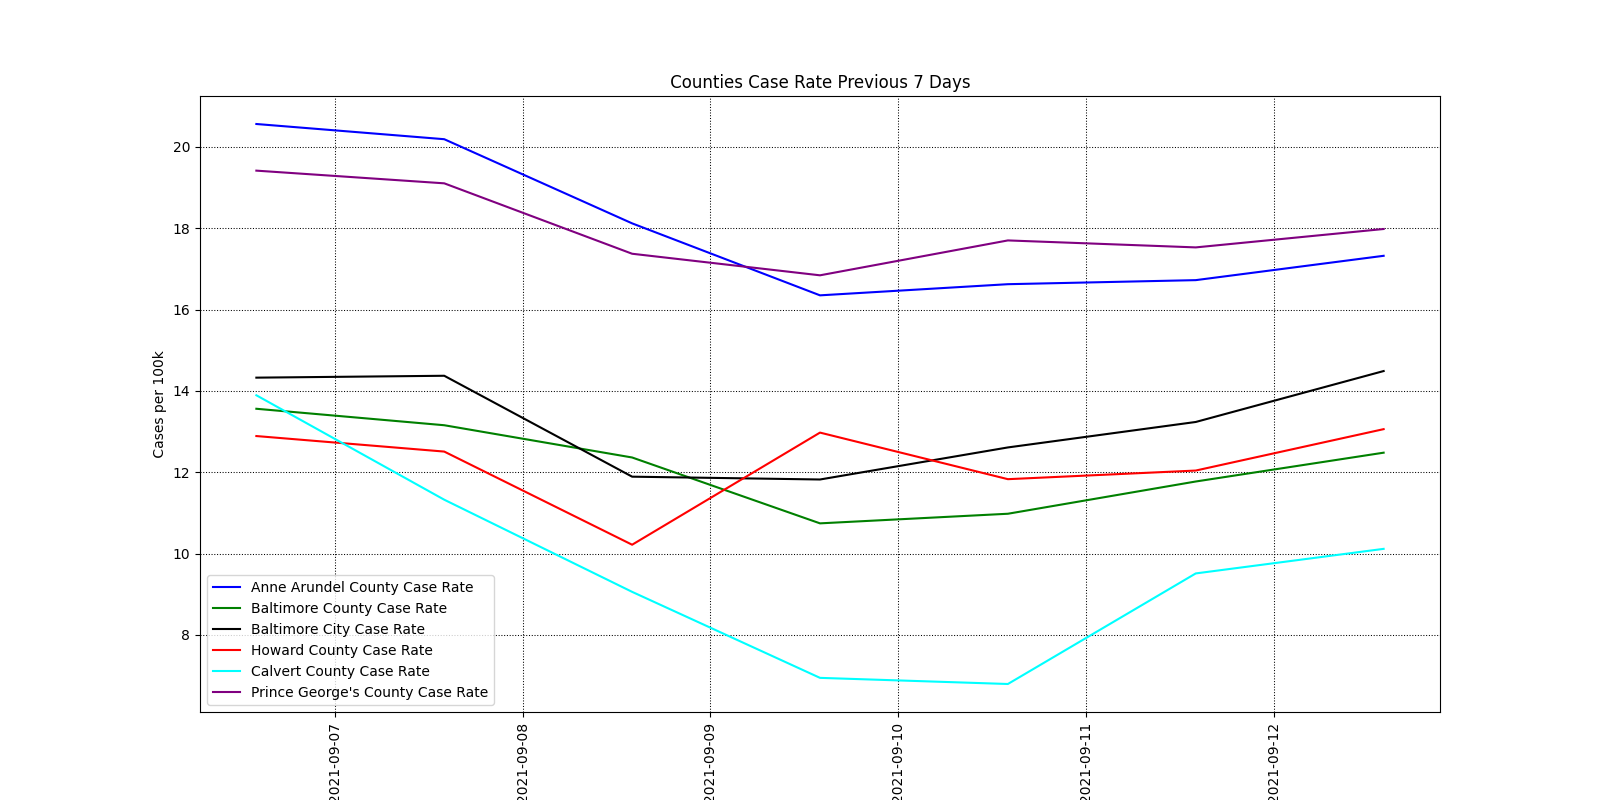 Counties Case Rate Previous 7 Days
Cases per 100k
20
18
16
14
12
10
8
Anne Arundel County Case Rate
Baltimore County Case Rate
Baltimore City Case Rate
Howard County Case Rate
Calvert County Case Rate
Prince George's County Case Rate
2021-09-07
2021-09-08
2021-09-09
2021-09-10
2021-09-11
2021-09-12